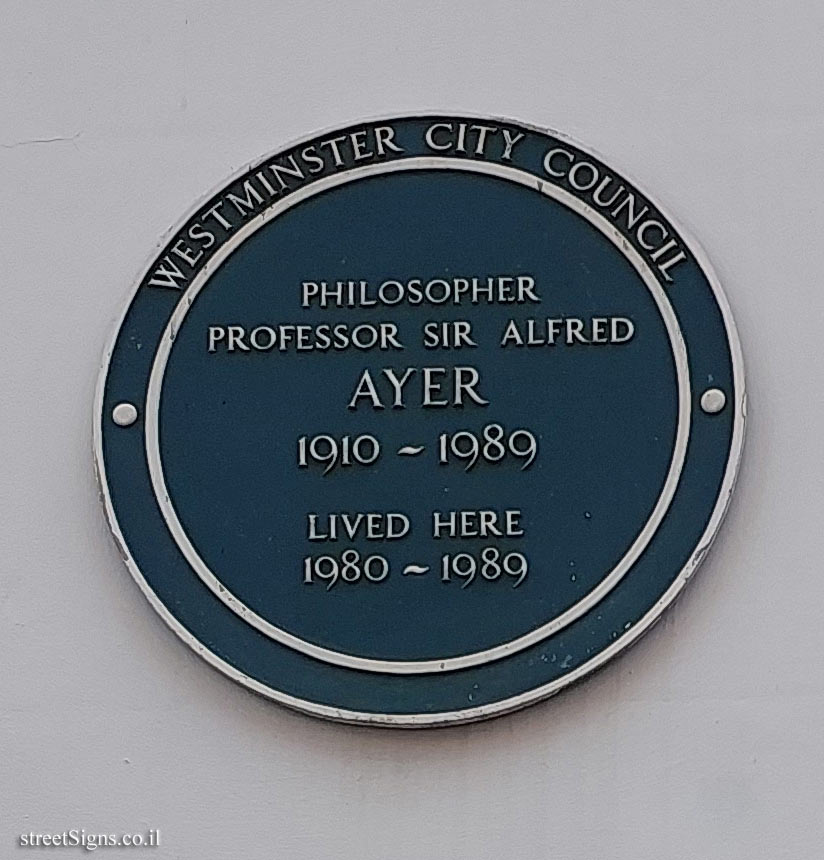 WESTMINSTER CITY COUNCIL
PHILOSOPHER
PROFESSOR SIR ALFRED
AYER
1910 ~ 1989
LIVED HERE
1980 ~ 1989
streetSigns.co.il